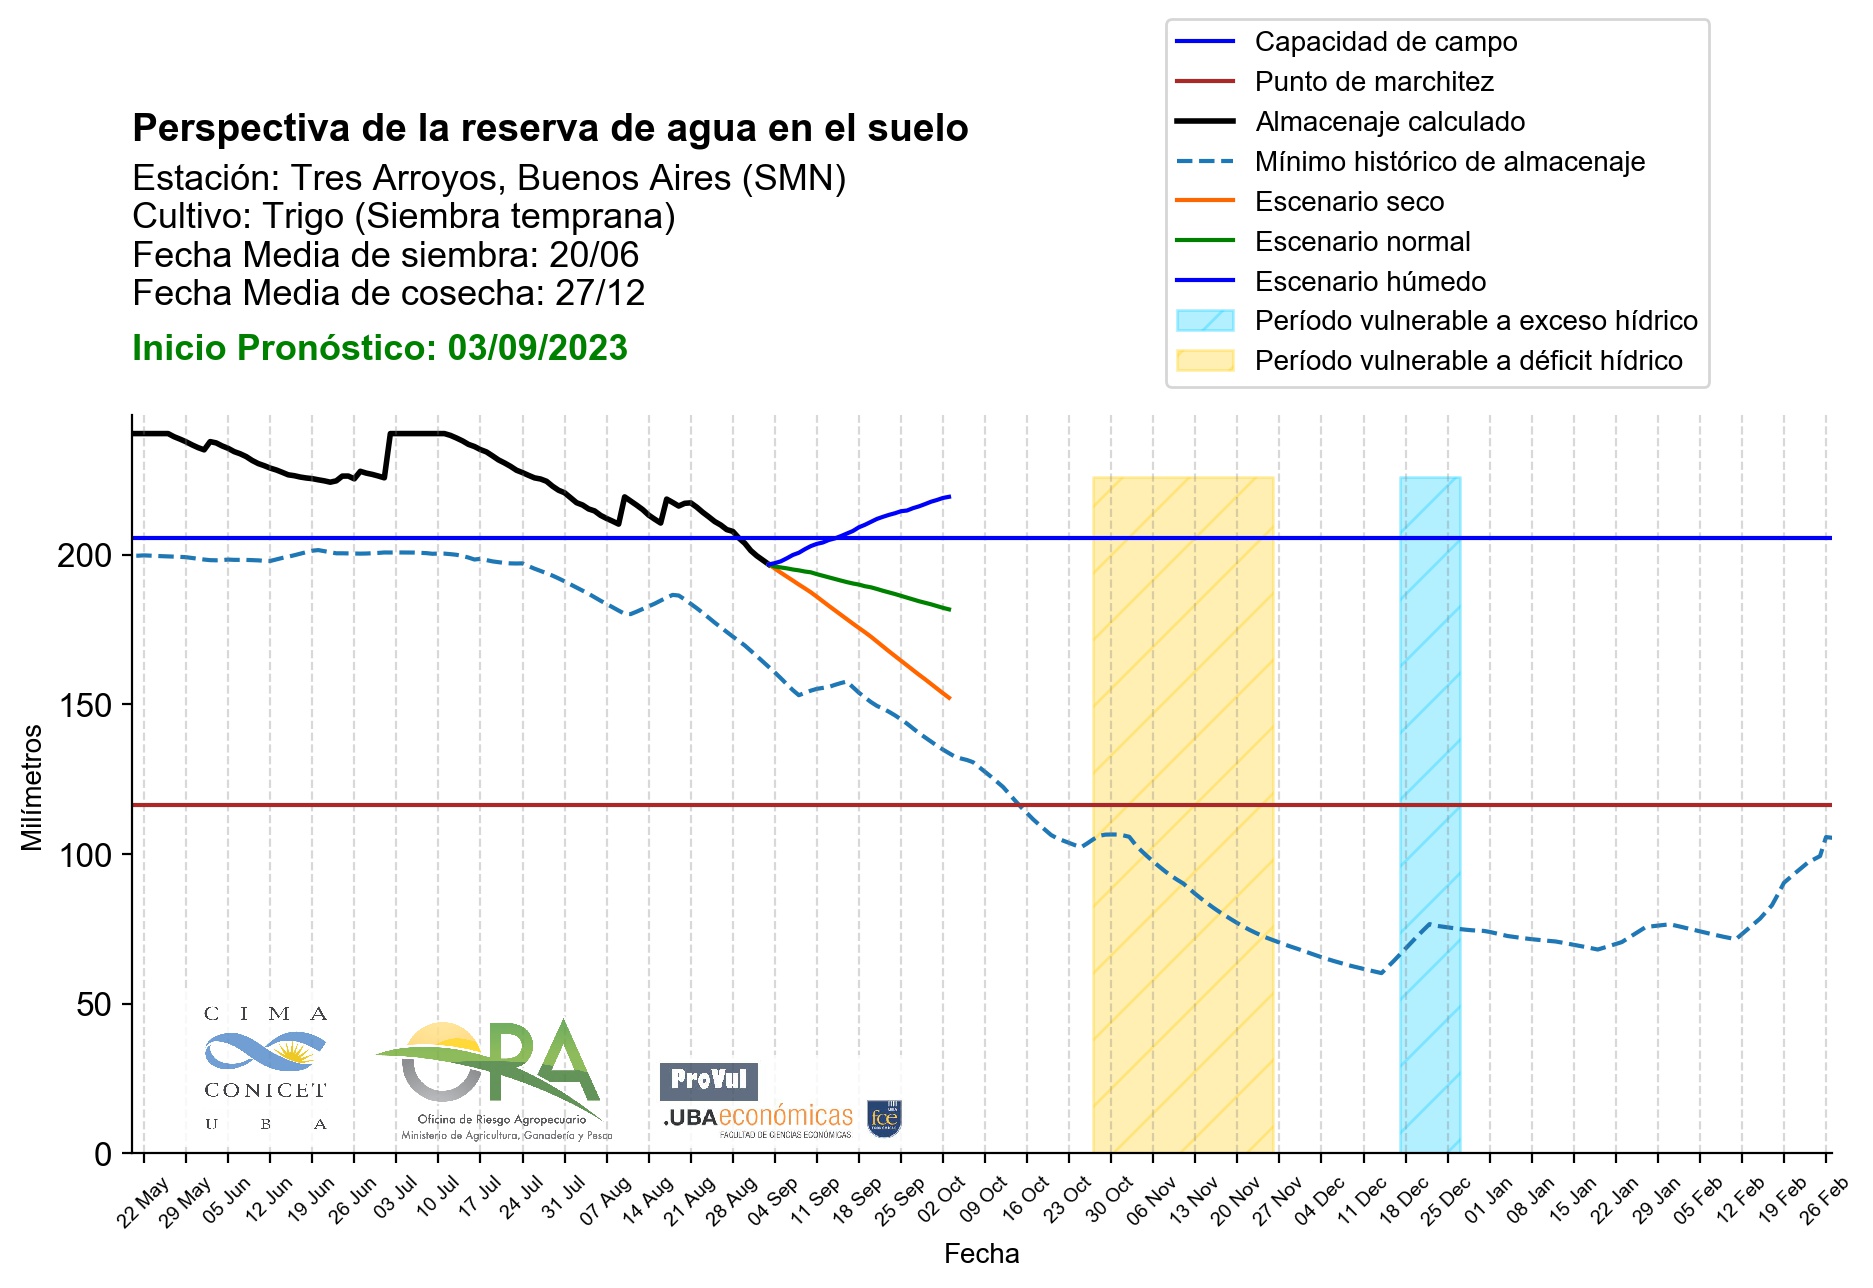 Capacidad de campo
Punto de marchitez
Almacenaje calculado
Mínimo histórico de almacenaje
Escenario seco
Escenario normal
Escenario húmedo
Período vulnerable a exceso hídrico
Período vulnerable a déficit hídrico
Perspectiva de la reserva de agua en el suelo
Estación: Tres Arroyos, Buenos Aires (SMN)
Cultivo: Trigo (Siembra temprana)
Fecha Media de siembra: 20/06
Fecha Media de cosecha: 27/12
Inicio Pronóstico: 03/09/2023
Milímetros
200
150
100
50
0
CIMA
CONICET
UBA
ORA
Oficina de Riesgo Agropecuario
Ministerio de Agricultura, Ganadería y Pesca
ProVul
.UBAeconómicas
FACULTAD DE CIENCIAS ECONÓMICAS
fce
22 May
29 May
05 Jun
12 Jun
19 Jun
26 Jun
03 Jul
10 Jul
17 Jul
24 Jul
31 Jul
07 Aug
14 Aug
21 Aug
28 Aug
04 Sep
11 Sep
18 Sep
25 Sep
02 Oct
09 Oct
16 Oct
23 Oct
30 Oct
06 Nov
13 Nov
20 Nov
27 Nov
04 Dec
11 Dec
18 Dec
25 Dec
01 Jan
08 Jan
15 Jan
22 Jan
29 Jan
05 Feb
12 Feb
19 Feb
26 Feb
Fecha